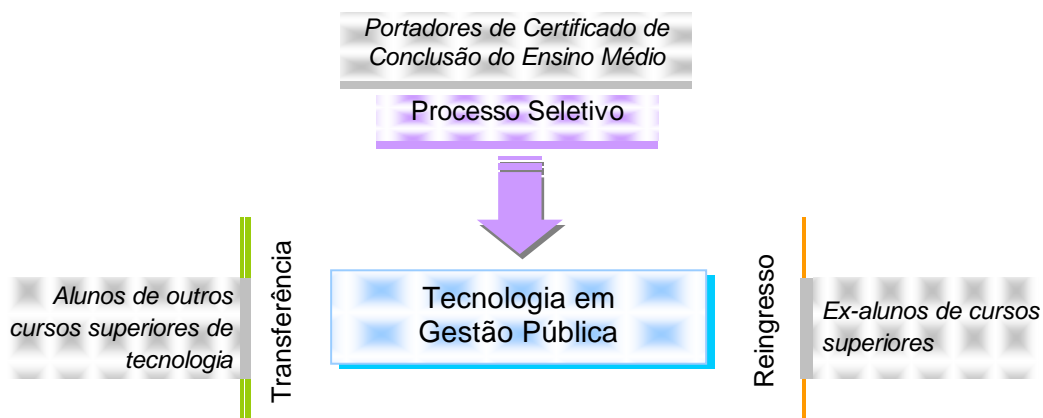 Portadores de Certificado de
Conclusão do Ensino Médio
Processo Seletivo
Alunos de outros
cursos superiores de
tecnologia
Transferência
Tecnologia em
Gestão Pública
Reingresso
Ex-alunos de cursos
superiores